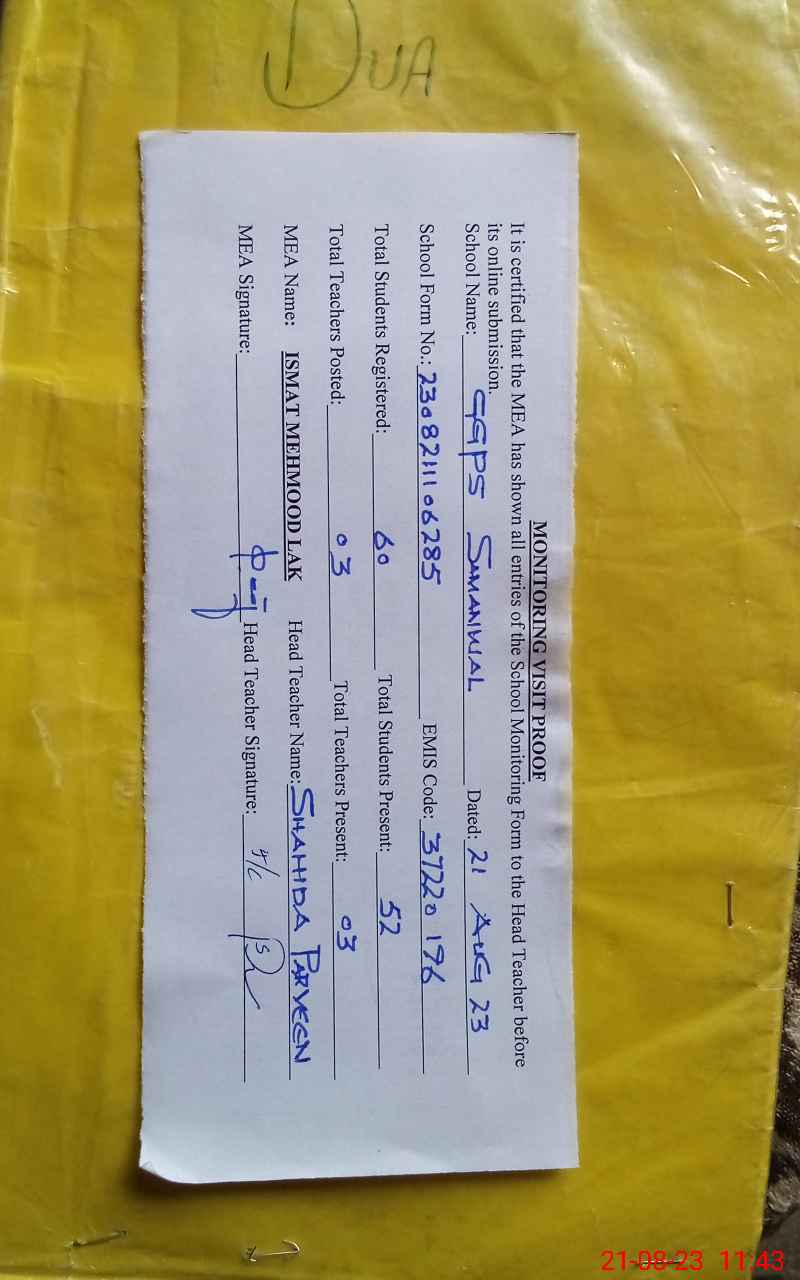 DUA
MONITORING VISIT PROOF
It is certified that the MEA has shown all entries of the School Monitoring Form to the Head Teacher before
its online submission.
School Name: GGPS SAMANWAL Dated: 21 AUG 23
School Form No.: 230821106285 EMIS Code: 37220196
Total Students Registered: 60 Total Students Present: 52
Total Teachers Posted: 03 Total Teachers Present: 03
MEA Name: ISMAT MEHMOOD LAK Head Teacher Name: SHAHIDA PARVEEN
MEA Signature: Head Teacher Signature:
21-08-23 11:43